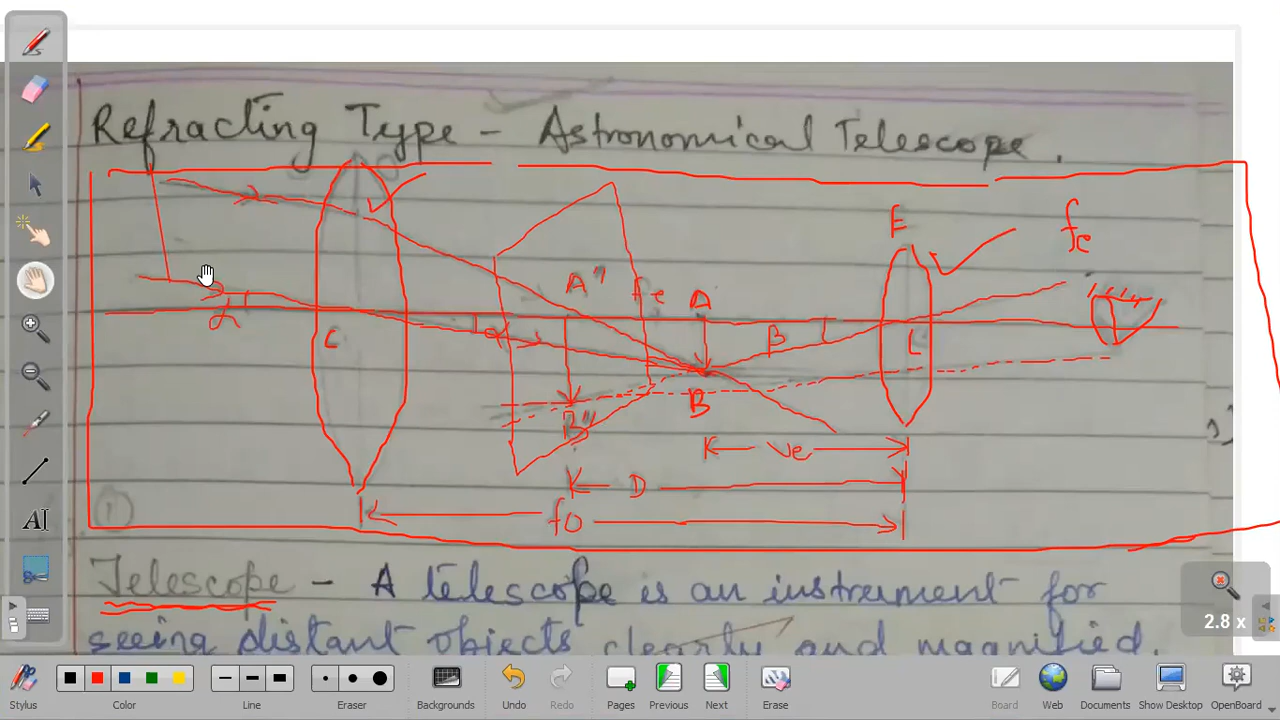 Refracting Type - Astronomical Telescope.
E
fe
A" fe A
α β
C α L
B" B
ve
D
fo
Telescope - A telescope is an instrument for
seeing distant objects clearly and magnified.
2.8 x
Stylus Color Line Eraser Backgrounds Undo Redo Pages Previous Next Erase Board Web Documents Show Desktop OpenBoard